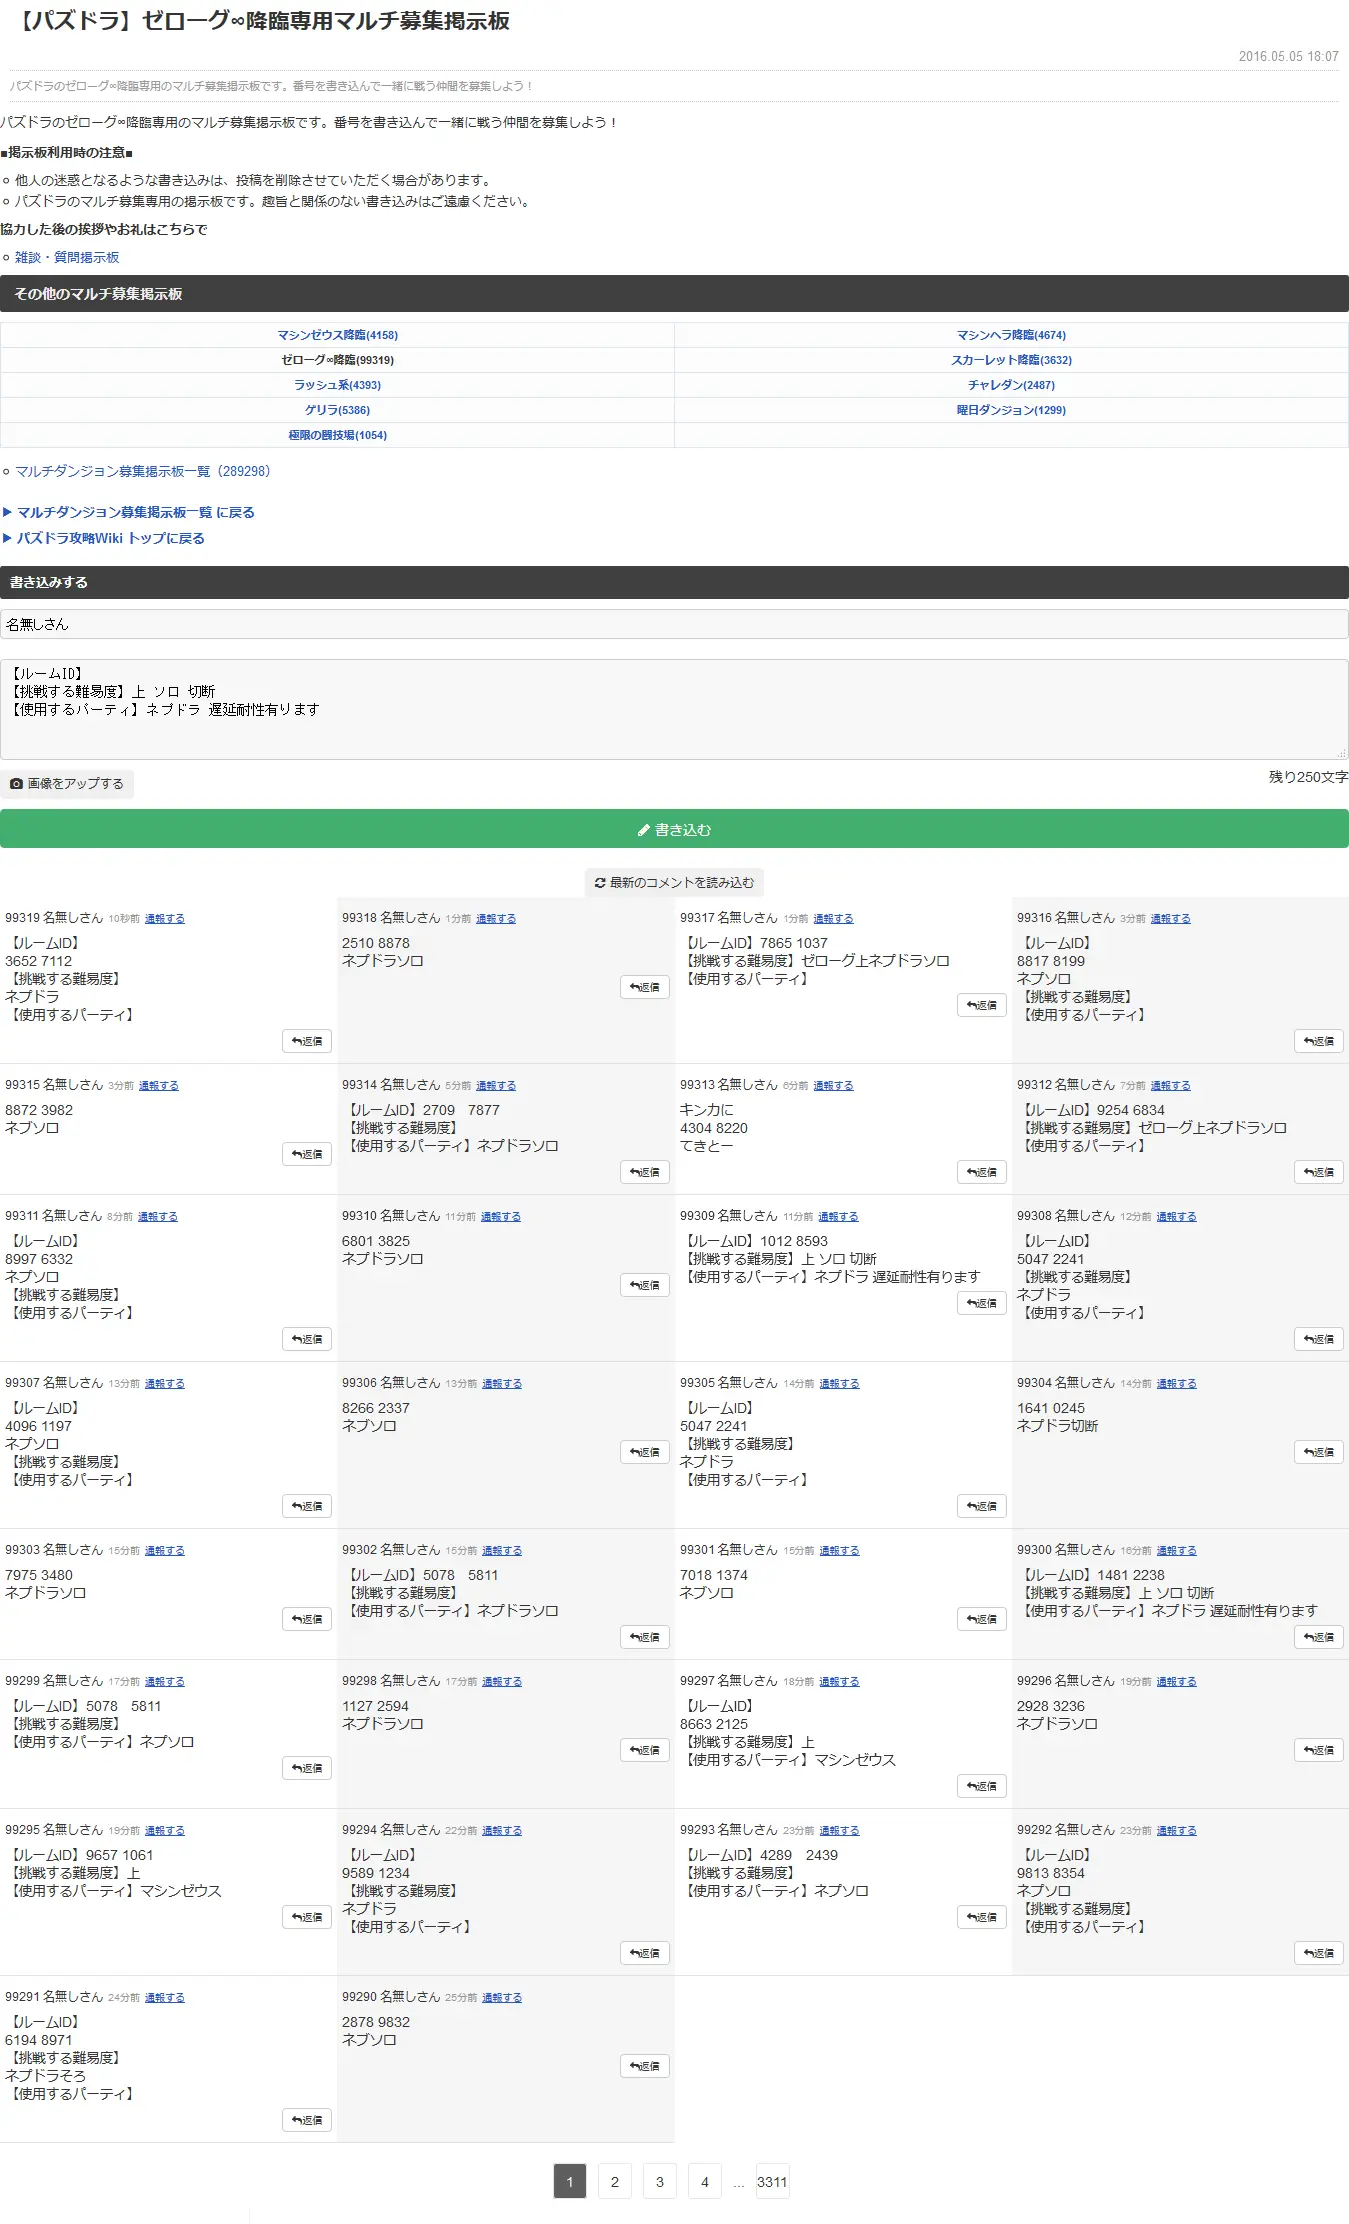 【パズドラ】ゼローグ∞降臨専用マルチ募集掲示板
2016.05.05 18:07
パズドラのゼローグ∞降臨専用のマルチ募集掲示板です。番号を書き込んで一緒に戦う仲間を募集しよう！
パズドラのゼローグ∞降臨専用のマルチ募集掲示板です。番号を書き込んで一緒に戦う仲間を募集しよう！
■掲示板利用時の注意■
他人の迷惑となるような書き込みは、投稿を削除させていただく場合があります。
パズドラのマルチ募集専用の掲示板です。趣旨と関係のない書き込みはご遠慮ください。
協力した後の挨拶やお礼はこちらで
雑談・質問掲示板
その他のマルチ募集掲示板
マシンゼウス降臨(4158)
マシンヘラ降臨(4674)
ゼローグ∞降臨(99319)
スカーレット降臨(3632)
ラッシュ系(4393)
チャレダン(2487)
ゲリラ(5386)
曜日ダンジョン(1299)
極限の闘技場(1054)
マルチダンジョン募集掲示板一覧（289298）
▶ マルチダンジョン募集掲示板一覧 に戻る
▶ パズドラ攻略Wiki トップに戻る
書き込みする
名無しさん
【ルームID】
【挑戦する難易度】上 ソロ 切断
【使用するパーティ】ネプドラ 遅延耐性有ります
画像をアップする
残り250文字
書き込む
最新のコメントを読み込む
99319 名無しさん 10秒前 通報する
【ルームID】
3652 7112
【挑戦する難易度】
ネプドラ
【使用するパーティ】
返信
99318 名無しさん 1分前 通報する
2510 8878
ネプドラソロ
返信
99317 名無しさん 1分前 通報する
【ルームID】7865 1037
【挑戦する難易度】ゼローグ上ネプドラソロ
【使用するパーティ】
返信
99316 名無しさん 3分前 通報する
【ルームID】
8817 8199
ネプソロ
【挑戦する難易度】
【使用するパーティ】
返信
99315 名無しさん 3分前 通報する
8872 3982
ネプソロ
返信
99314 名無しさん 5分前 通報する
【ルームID】2709　7877
【挑戦する難易度】
【使用するパーティ】ネプドラソロ
返信
99313 名無しさん 6分前 通報する
キンカに
4304 8220
てきとー
返信
99312 名無しさん 7分前 通報する
【ルームID】9254 6834
【挑戦する難易度】ゼローグ上ネプドラソロ
【使用するパーティ】
返信
99311 名無しさん 8分前 通報する
【ルームID】
8997 6332
ネプソロ
【挑戦する難易度】
【使用するパーティ】
返信
99310 名無しさん 11分前 通報する
6801 3825
ネプドラソロ
返信
99309 名無しさん 11分前 通報する
【ルームID】1012 8593
【挑戦する難易度】上 ソロ 切断
【使用するパーティ】ネプドラ 遅延耐性有ります
返信
99308 名無しさん 12分前 通報する
【ルームID】
5047 2241
【挑戦する難易度】
ネプドラ
【使用するパーティ】
返信
99307 名無しさん 13分前 通報する
【ルームID】
4096 1197
ネプソロ
【挑戦する難易度】
【使用するパーティ】
返信
99306 名無しさん 13分前 通報する
8266 2337
ネプソロ
返信
99305 名無しさん 14分前 通報する
【ルームID】
5047 2241
【挑戦する難易度】
ネプドラ
【使用するパーティ】
返信
99304 名無しさん 14分前 通報する
1641 0245
ネプドラ切断
返信
99303 名無しさん 15分前 通報する
7975 3480
ネプドラソロ
返信
99302 名無しさん 15分前 通報する
【ルームID】5078　5811
【挑戦する難易度】
【使用するパーティ】ネプドラソロ
返信
99301 名無しさん 15分前 通報する
7018 1374
ネプソロ
返信
99300 名無しさん 16分前 通報する
【ルームID】1481 2238
【挑戦する難易度】上 ソロ 切断
【使用するパーティ】ネプドラ 遅延耐性有ります
返信
99299 名無しさん 17分前 通報する
【ルームID】5078　5811
【挑戦する難易度】
【使用するパーティ】ネプソロ
返信
99298 名無しさん 17分前 通報する
1127 2594
ネプドラソロ
返信
99297 名無しさん 18分前 通報する
【ルームID】
8663 2125
【挑戦する難易度】上
【使用するパーティ】マシンゼウス
返信
99296 名無しさん 19分前 通報する
2928 3236
ネプドラソロ
返信
99295 名無しさん 19分前 通報する
【ルームID】9657 1061
【挑戦する難易度】上
【使用するパーティ】マシンゼウス
返信
99294 名無しさん 22分前 通報する
【ルームID】
9589 1234
【挑戦する難易度】
ネプドラ
【使用するパーティ】
返信
99293 名無しさん 23分前 通報する
【ルームID】4289　2439
【挑戦する難易度】
【使用するパーティ】ネプソロ
返信
99292 名無しさん 23分前 通報する
【ルームID】
9813 8354
ネプソロ
【挑戦する難易度】
【使用するパーティ】
返信
99291 名無しさん 24分前 通報する
【ルームID】
6194 8971
【挑戦する難易度】
ネプドラそろ
【使用するパーティ】
返信
99290 名無しさん 25分前 通報する
2878 9832
ネプソロ
返信
1 2 3 4 ... 3311